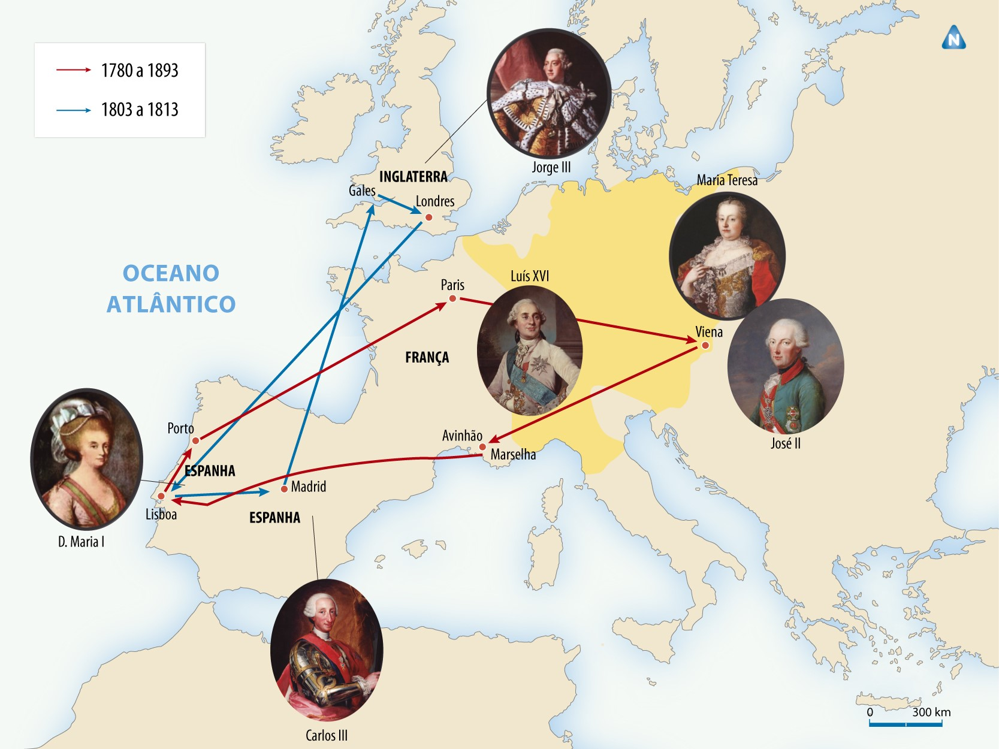 1780 a 1893
1803 a 1813
N
Jorge III
INGLATERRA
Maria Teresa
Gales
Londres
OCEANO
ATLÂNTICO
Luís XVI
Paris
Viena
FRANÇA
Porto
Avinhão
Marselha
José II
ESPANHA
Madrid
Lisboa
ESPANHA
D. Maria I
Carlos III
0 300 km